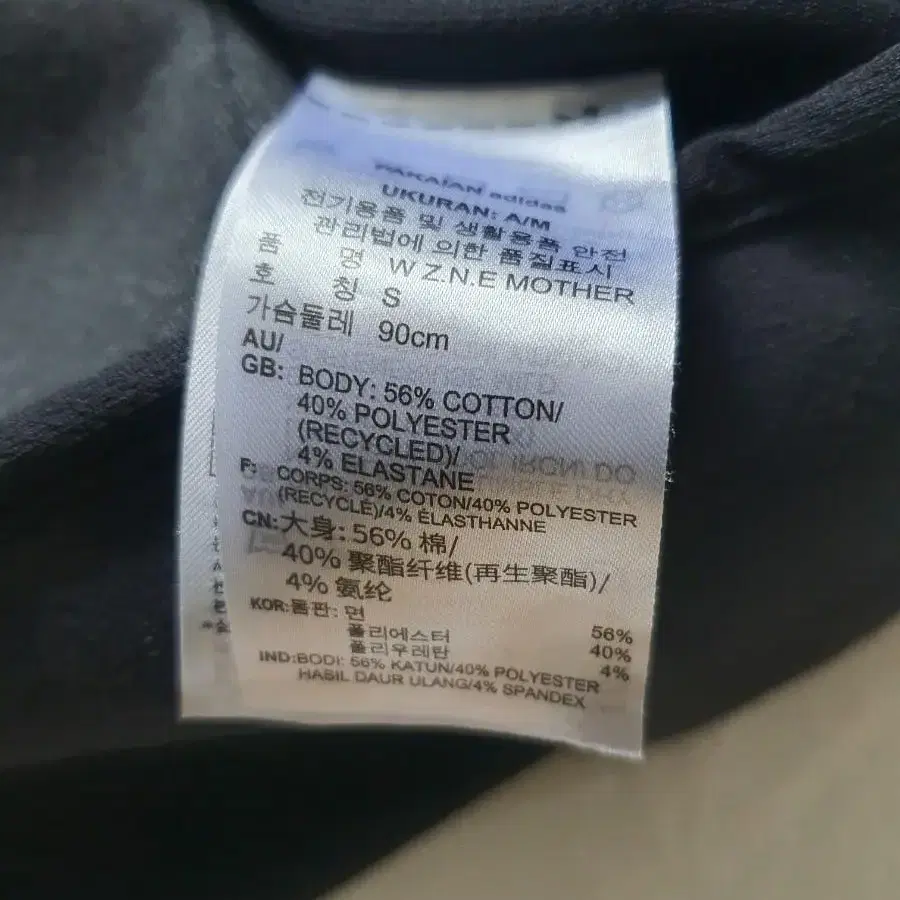 PAKAIAN adidas
UKURAN: A/M
전기용품 및 생활용품 안전
관리법에 의한 품질표시
품 명 W Z.N.E MOTHER
호 칭 S
가슴둘레 90cm
AU/
GB: BODY: 56% COTTON/
40% POLYESTER
(RECYCLED)/
4% ELASTANE
F: CORPS: 56% COTON/40% POLYESTER
(RECYCLÉ)/4% ÉLASTHANNE
CN:大身: 56% 棉/
40% 聚酯纤维(再生聚酯)/
4% 氨纶
KOR:몸판: 면 56%
폴리에스터 40%
폴리우레탄 4%
IND:BODI: 56% KATUN/40% POLYESTER
HASIL DAUR ULANG/4% SPANDEX